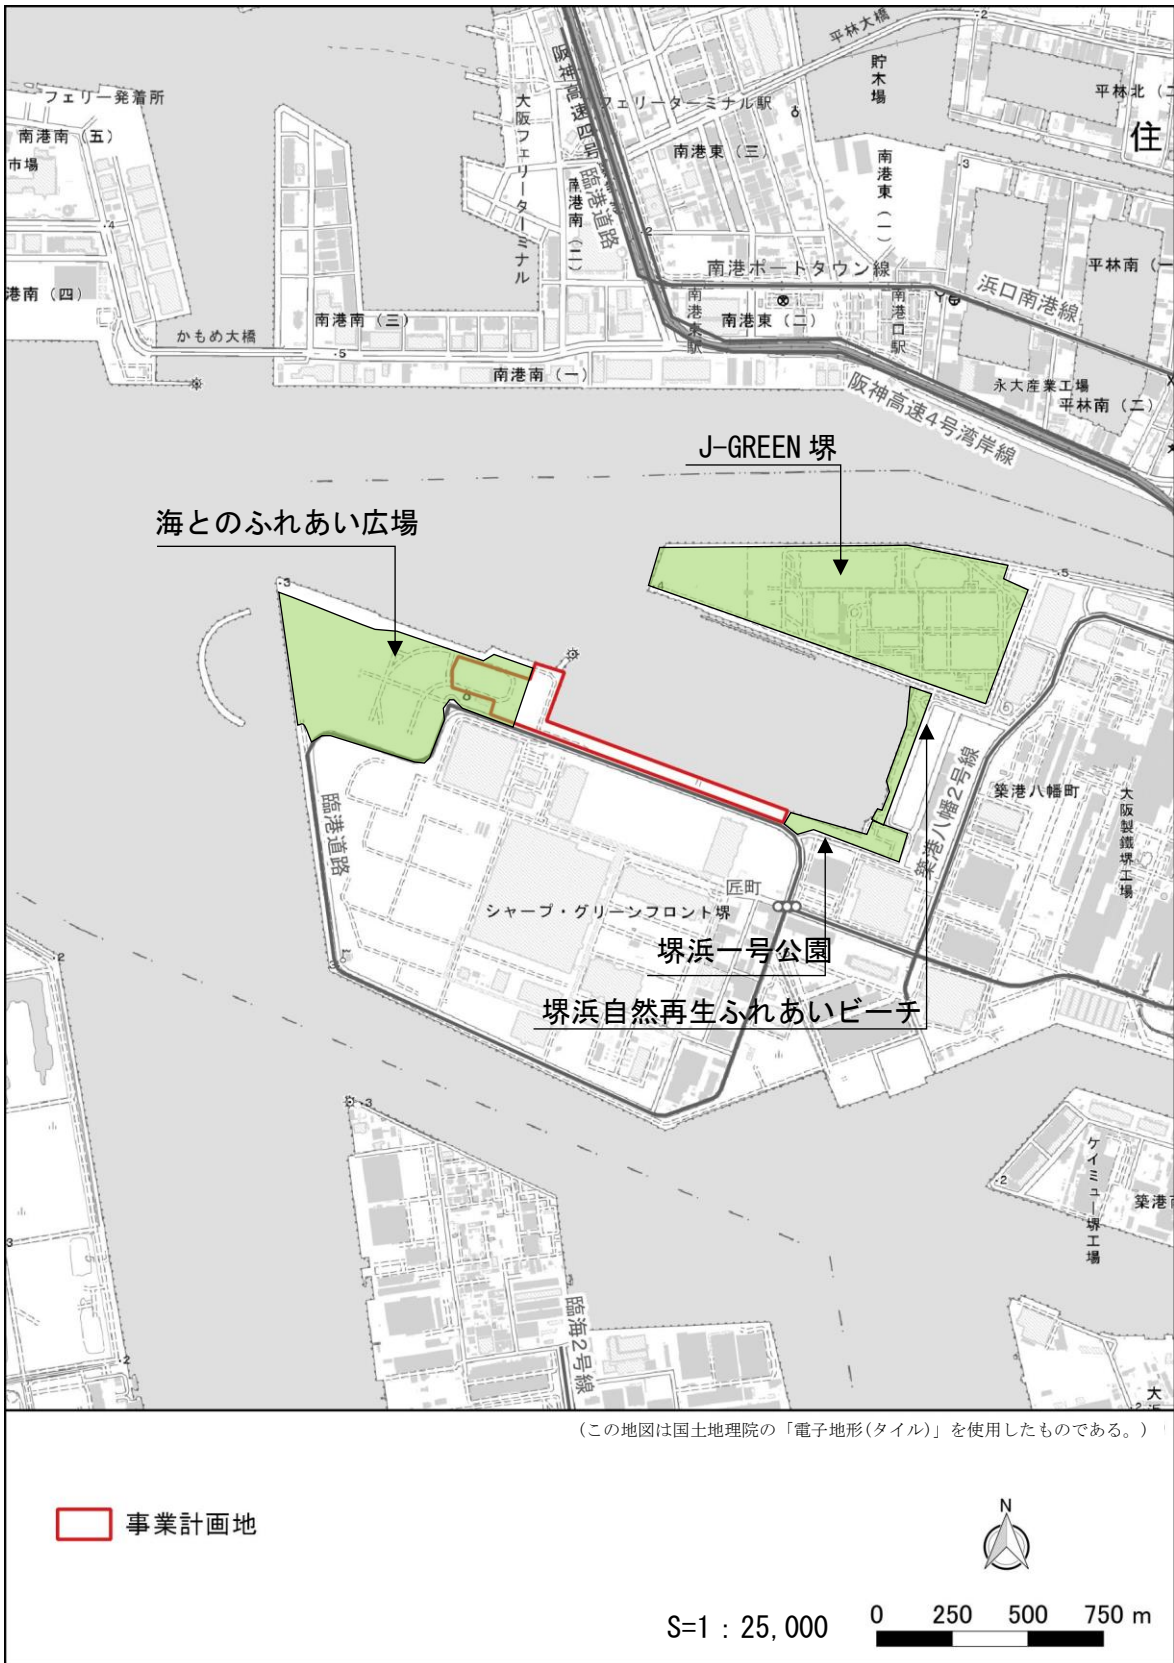 フェリー発着所
南港南（五）
市場
港南（四）
かもめ大橋
南港南（三）
南港南（一）
大阪フェリーターミナル
南港南（二）
阪神高速四号
臨港道路
フェリーターミナル駅
南港東（三）
平林大橋
貯木場
平林北（二
住
南港東（一）
南港ポートタウン線
南港東駅
南港東（二）
南港口駅
浜口南港線
平林南（一
永大産業工場
平林南（二）
阪神高速4号湾岸線
J-GREEN 堺
海とのふれあい広場
臨港道路
築港八幡2号線
築港八幡町
大阪製鐵堺工場
匠町
シャープ・グリーンフロント堺
堺浜一号公園
堺浜自然再生ふれあいビーチ
ケイミュー堺工場
築港南
臨海2号線
大
（この地図は国土地理院の「電子地形(タイル)」を使用したものである。）
事業計画地
N
S=1：25,000
0 250 500 750 m